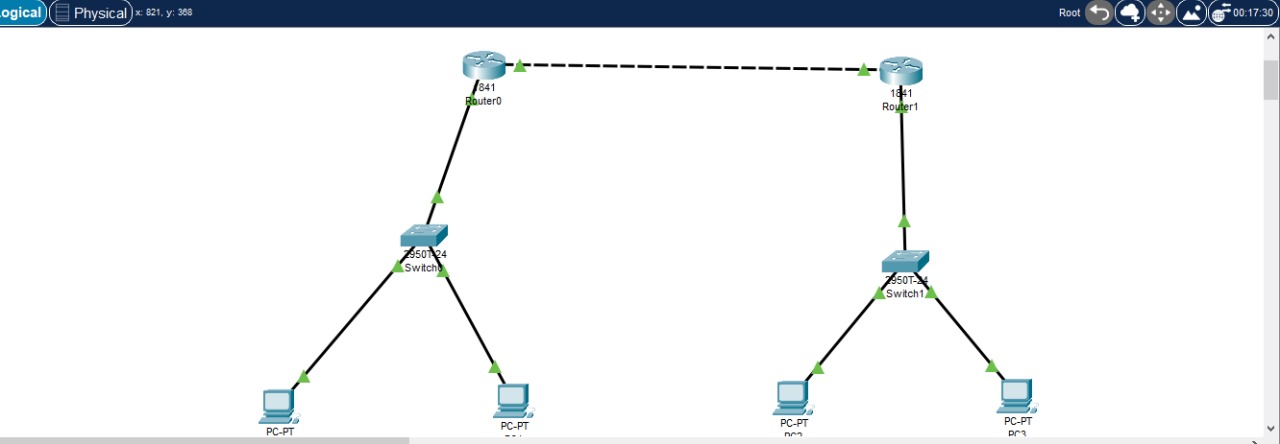 ogical Physical x: 821, y: 368 Root 00:17:30
1841
Router0
1841
Router1
2950T-24
Switch0
2950T-24
Switch1
PC-PT
PC-PT
PC-PT
PC2
PC-PT
PC3